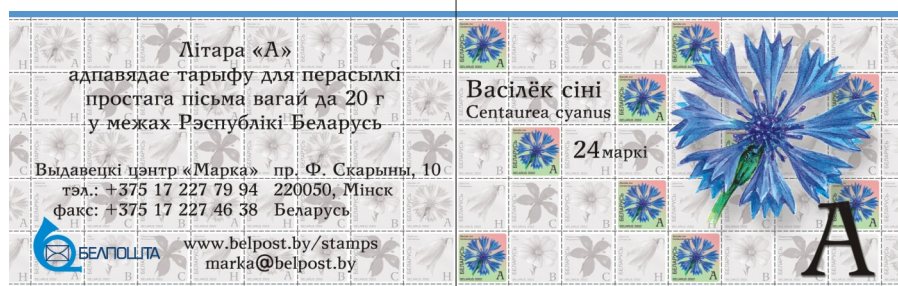 Літара «А»
адпавядае тарыфу для перасылкі
простага пісьма вагай да 20 г
у межах Рэспублікі Беларусь
Выдавецкі цэнтр «Марка» пр. Ф. Скарыны, 10
тэл.: +375 17 227 79 94 220050, Мінск
факс: +375 17 227 46 38 Беларусь
БЕЛПОШТА
www.belpost.by/stamps
marka@belpost.by
Васілёк сіні
Centaurea cyanus
24 маркі
А